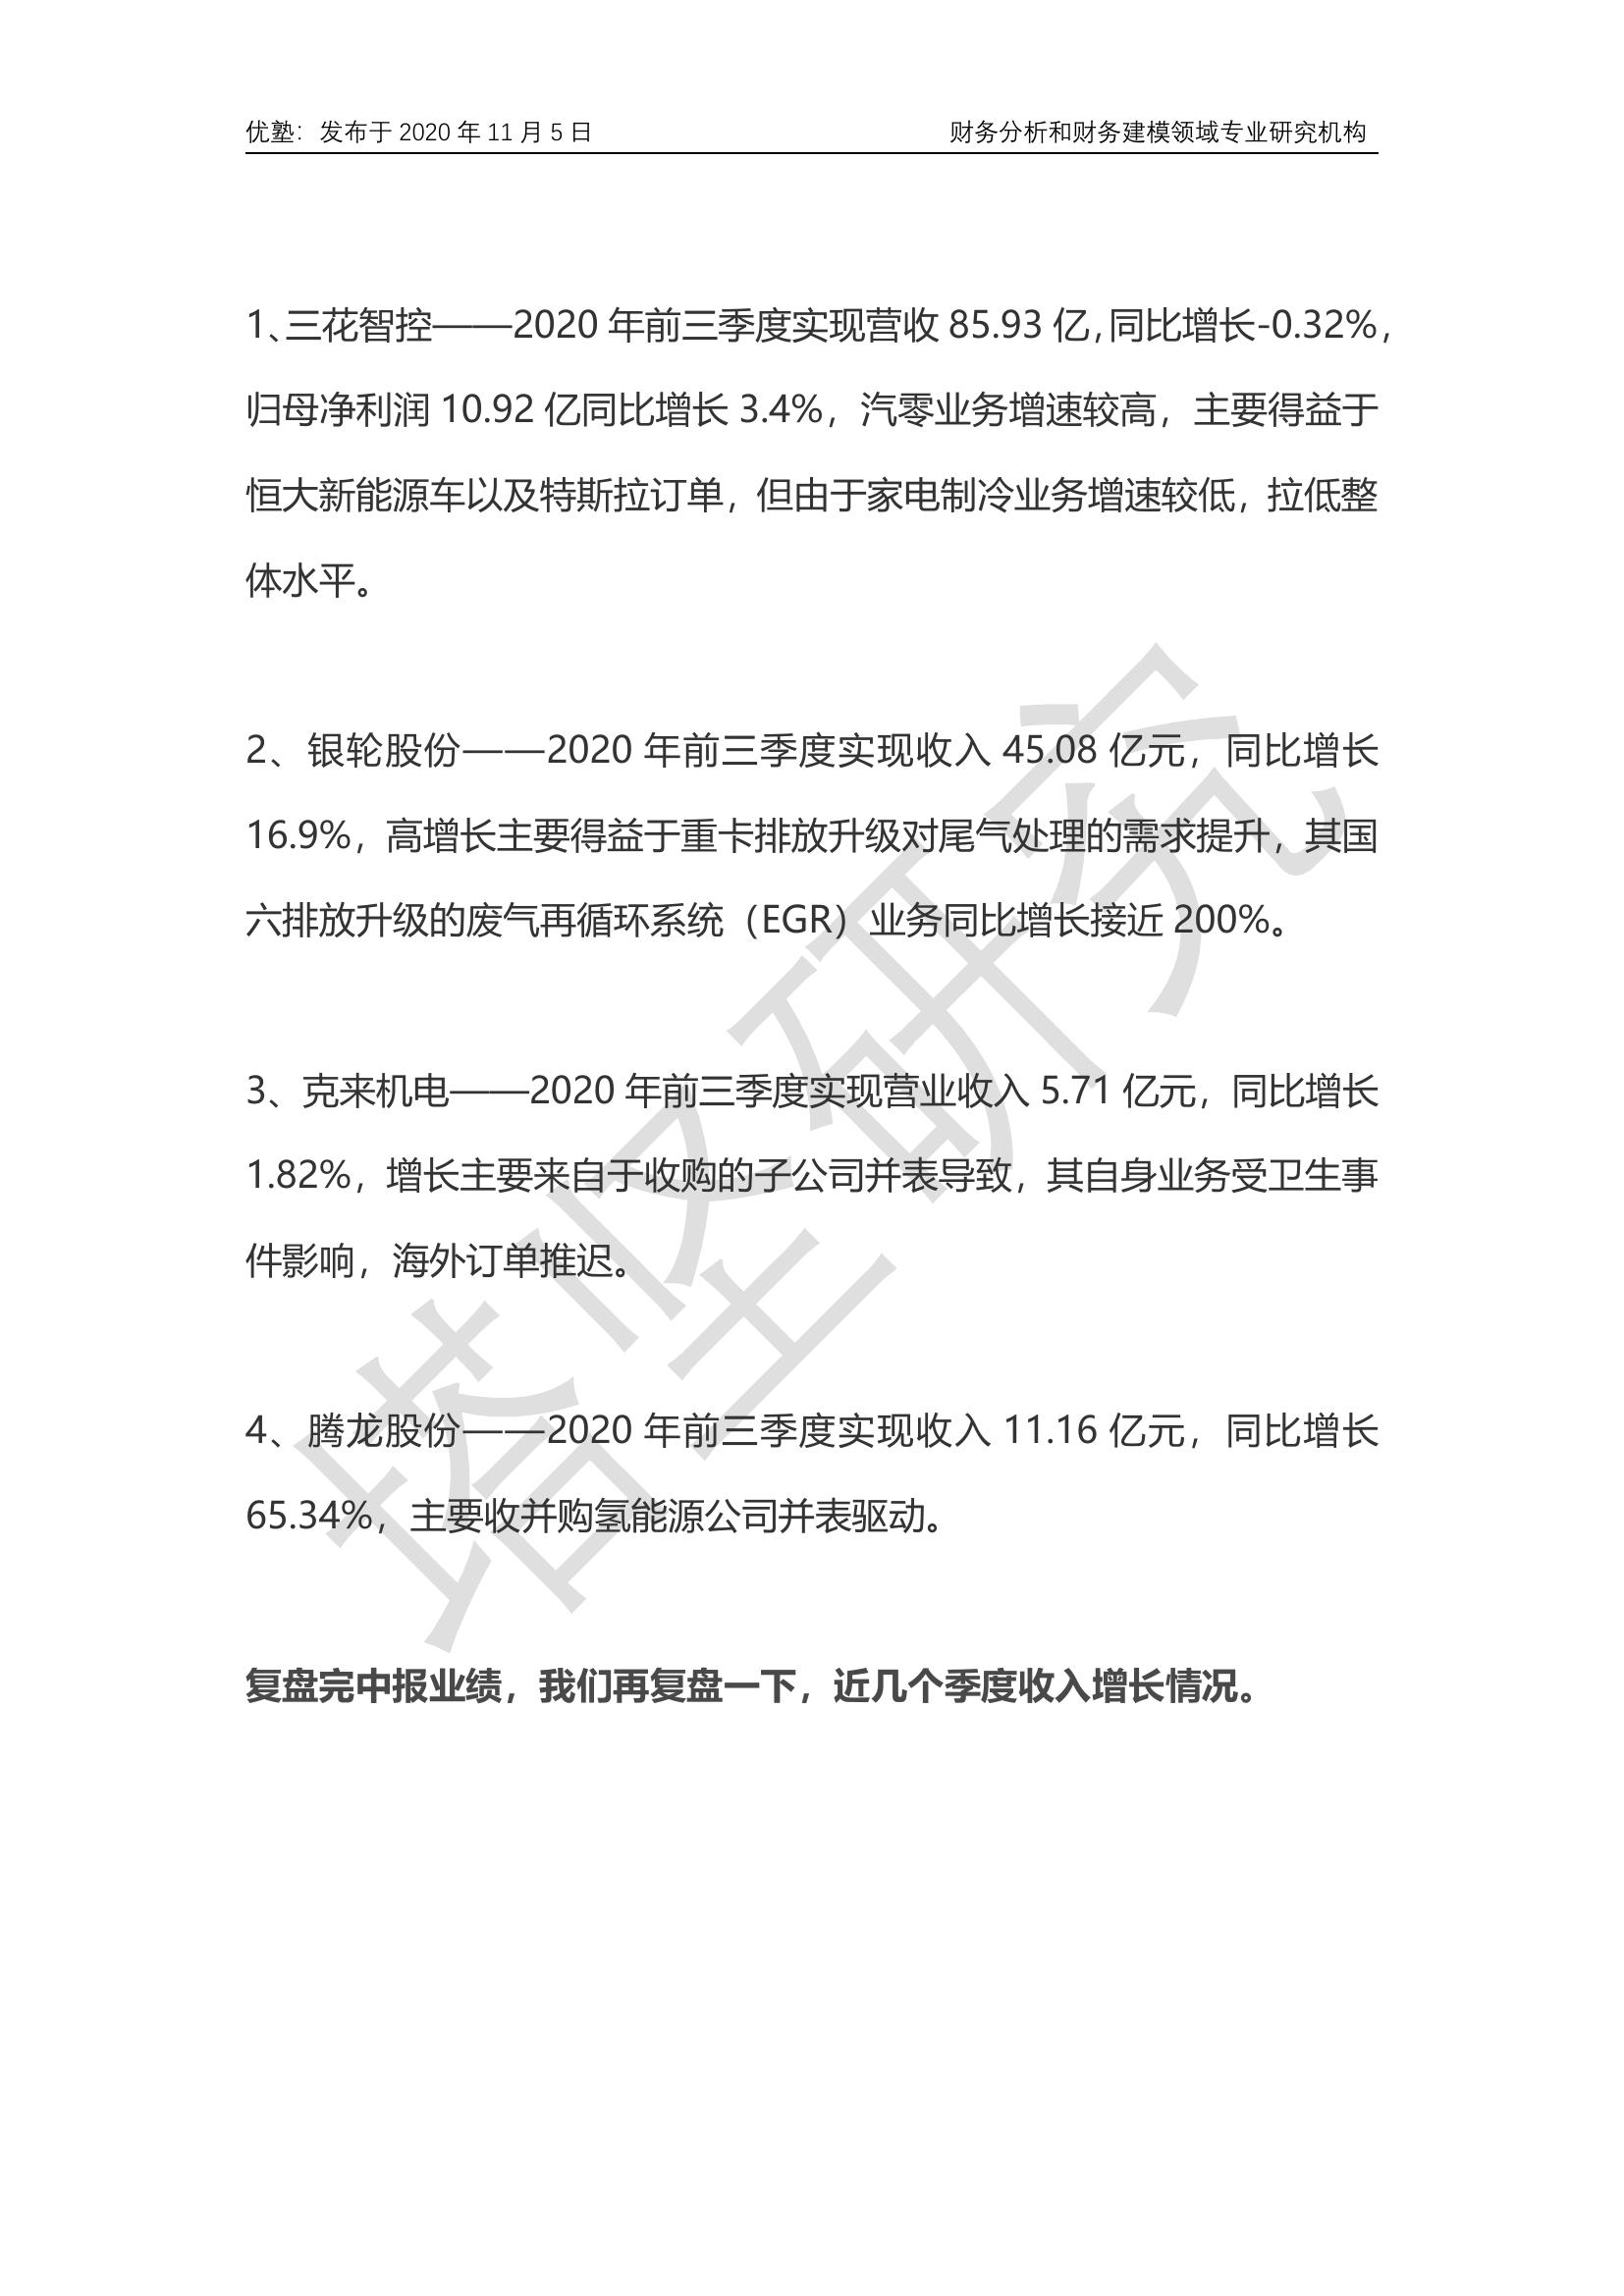 优塾：发布于 2020 年 11 月 5 日 财务分析和财务建模领域专业研究机构
1、三花智控——2020 年前三季度实现营收 85.93 亿，同比增长-0.32%，
归母净利润 10.92 亿同比增长 3.4%，汽零业务增速较高，主要得益于
恒大新能源车以及特斯拉订单，但由于家电制冷业务增速较低，拉低整
体水平。
2、银轮股份——2020 年前三季度实现收入 45.08 亿元，同比增长
16.9%，高增长主要得益于重卡排放升级对尾气处理的需求提升，其国
六排放升级的废气再循环系统（EGR）业务同比增长接近 200%。
3、克来机电——2020 年前三季度实现营业收入 5.71 亿元，同比增长
1.82%，增长主要来自于收购的子公司并表导致，其自身业务受卫生事
件影响，海外订单推迟。
4、腾龙股份——2020 年前三季度实现收入 11.16 亿元，同比增长
65.34%，主要收并购氢能源公司并表驱动。
复盘完中报业绩，我们再复盘一下，近几个季度收入增长情况。
塔坚研究